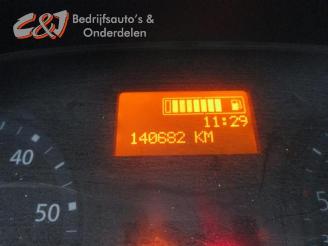 C&J Bedrijfsauto's &
Onderdelen
11:29
140682 KM
40
50